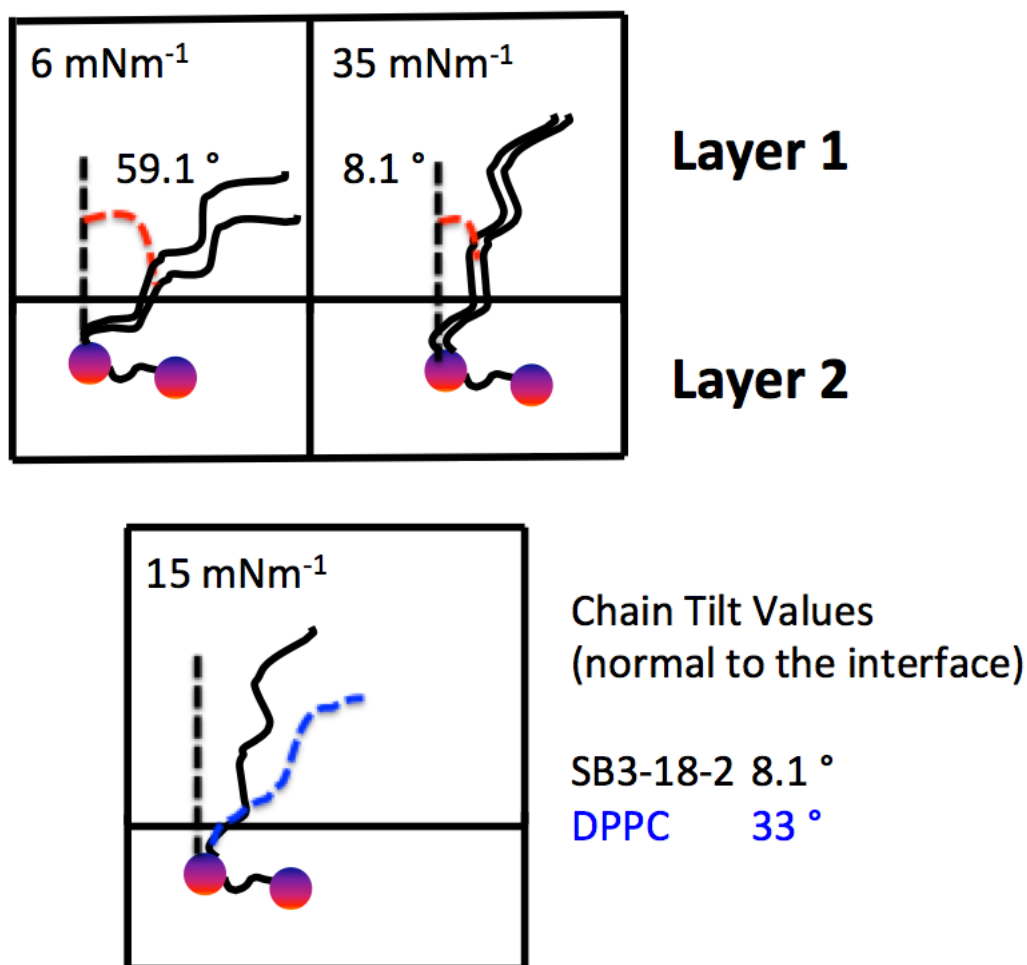 6 mNm⁻¹
35 mNm⁻¹
59.1 °
8.1 °
Layer 1
Layer 2
15 mNm⁻¹
Chain Tilt Values
(normal to the interface)
SB3-18-2 8.1 °
DPPC 33 °